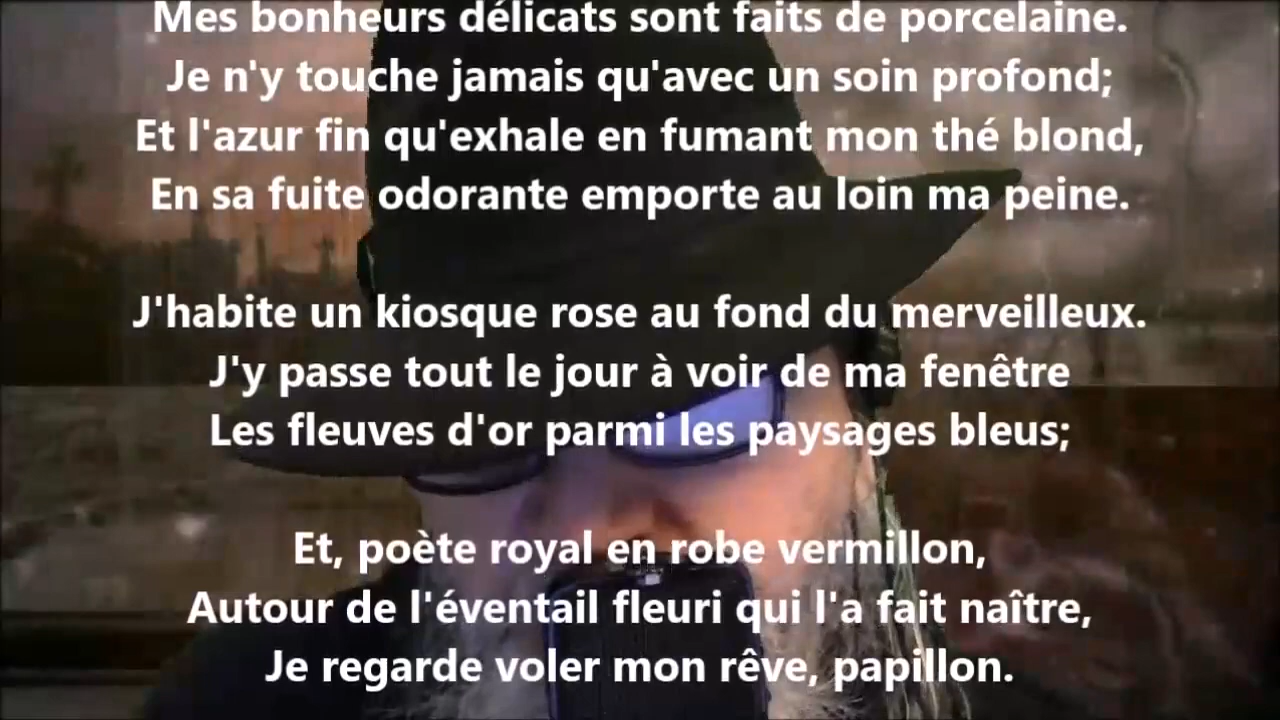 Mes bonheurs délicats sont faits de porcelaine.
Je n'y touche jamais qu'avec un soin profond;
Et l'azur fin qu'exhale en fumant mon thé blond,
En sa fuite odorante emporte au loin ma peine.
J'habite un kiosque rose au fond du merveilleux.
J'y passe tout le jour à voir de ma fenêtre
Les fleuves d'or parmi les paysages bleus;
Et, poète royal en robe vermillon,
Autour de l'éventail fleuri qui l'a fait naître,
Je regarde voler mon rêve, papillon.